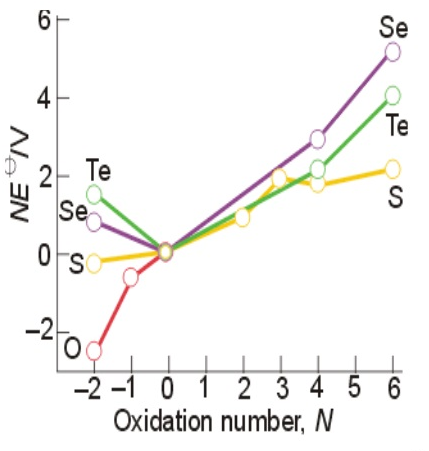 6
Se
4
Te
Te
2
S
Se
0
S
−2
O
NE⦵/V
−2 −1 0 1 2 3 4 5 6
Oxidation number, N